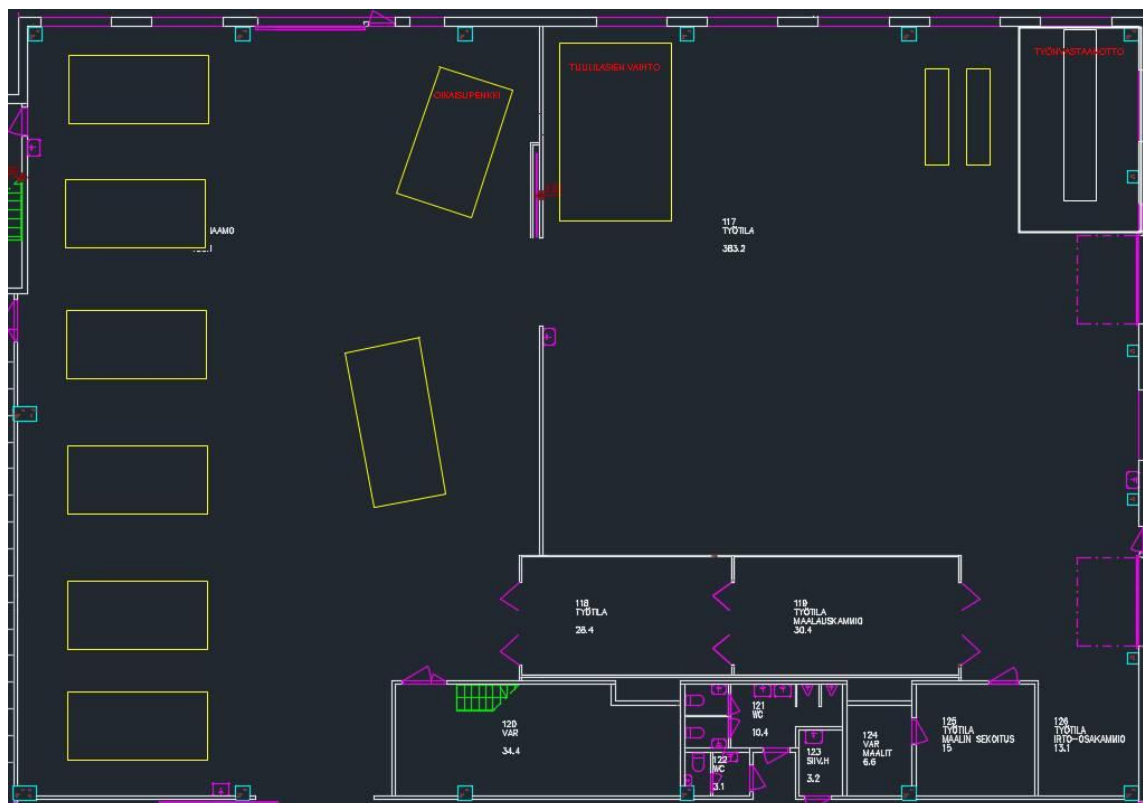 OIKAISUPENKKI
TUULILASIEN VAIHTO
TYÖNVASTAANOTTO
117
TYÖTILA
383.2
118
TYÖTILA
28.4
119
TYÖTILA
MAALAUSKAMMIO
30.4
120
VAR
34.4
121
WC
10.4
122
WC
3.1
123
SIIV.H
3.2
124
VAR
MAALIT
6.6
125
TYÖTILA
MAALIN SEKOITUS
15
126
TYÖTILA
IRTO-OSAKAMMIO
13.1